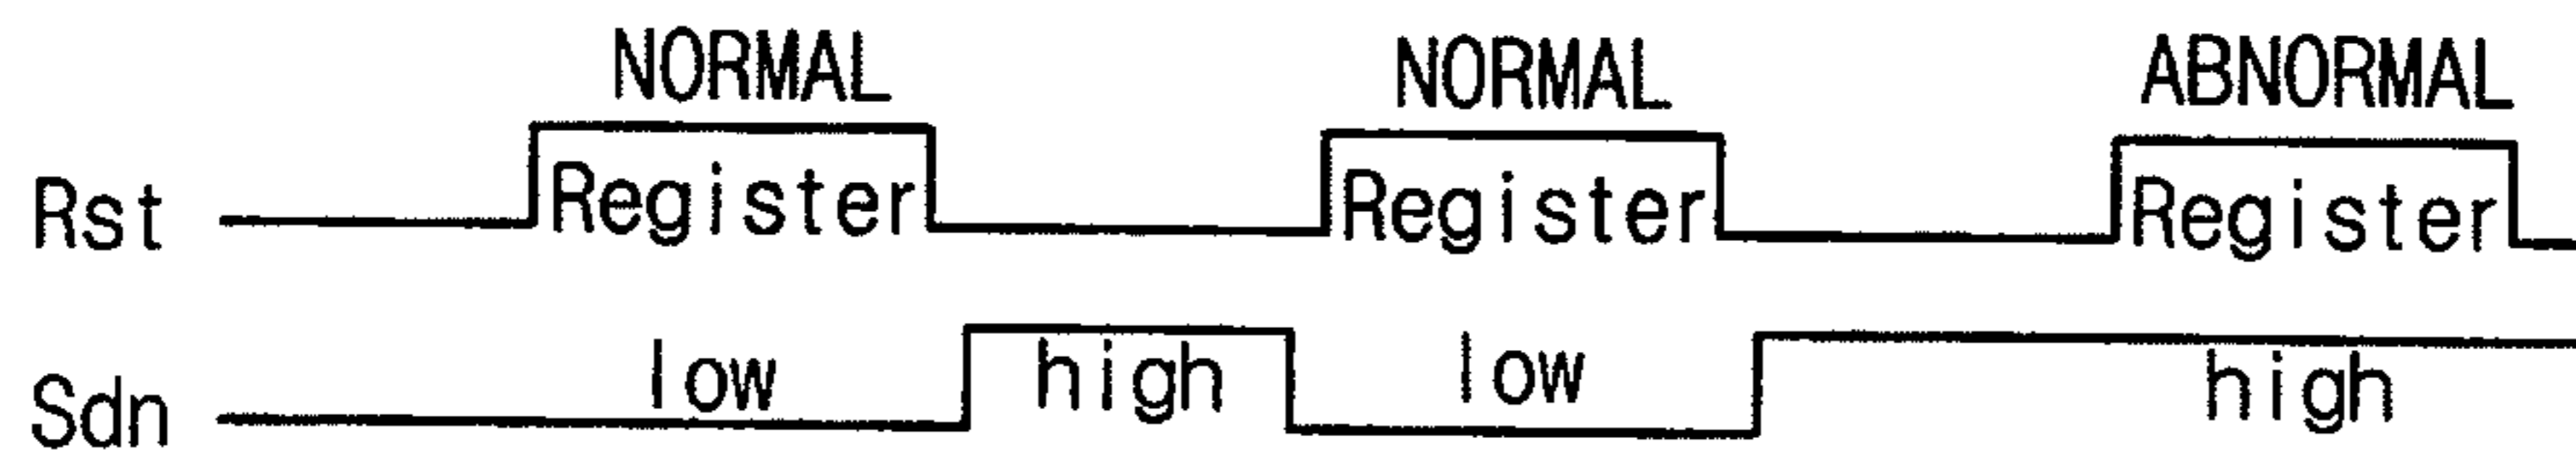 NORMAL NORMAL ABNORMAL
Rst Register Register Register
Sdn low high low high